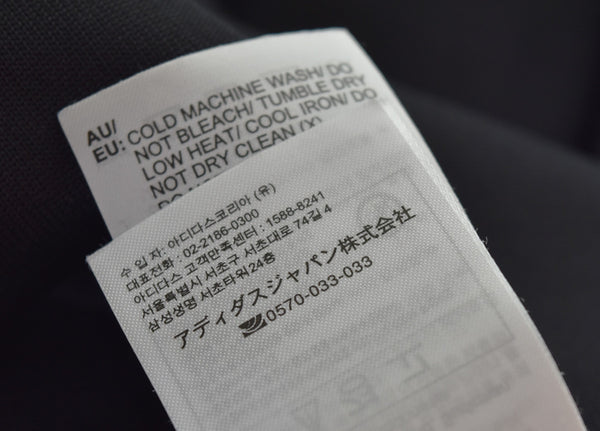 AU/
EU: COLD MACHINE WASH/ DO
NOT BLEACH/ TUMBLE DRY
LOW HEAT/ COOL IRON/ DO
NOT DRY CLEAN (X)
수 입 자: 아디다스코리아 (유)
대표전화 : 02-2186-0300
아디다스 고객만족센터 : 1588-8241
서울특별시 서초구 서초대로 74길 4
삼성생명 서초타워24층
アディダスジャパン株式会社
0570-033-033